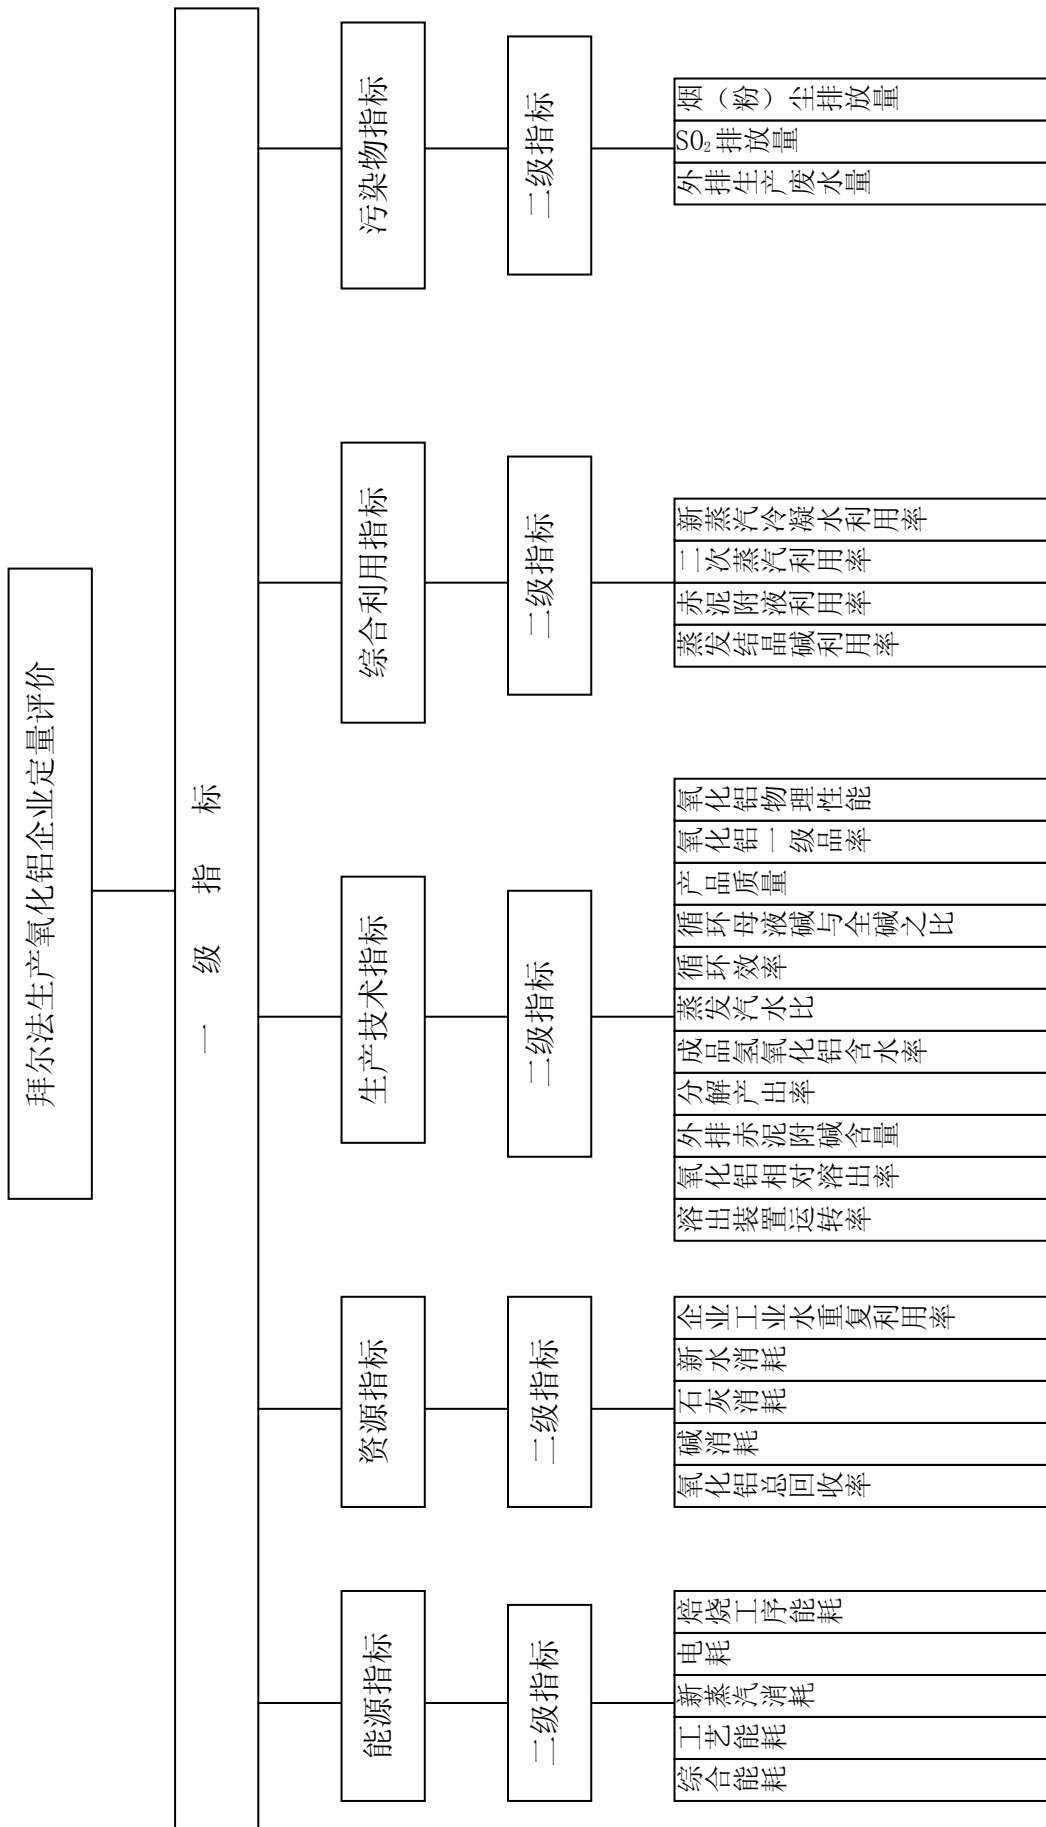 拜尔法生产氧化铝企业定量评价
一级指标
能源指标
二级指标
综合能耗
工艺能耗
新蒸汽消耗
电耗
焙烧工序能耗
资源指标
二级指标
氧化铝总回收率
碱消耗
石灰消耗
新水消耗
企业工业水重复利用率
生产技术指标
二级指标
溶出装置运转率
氧化铝相对溶出率
外排赤泥附碱含量
分解产出率
成品氢氧化铝含水率
蒸发汽水比
循环效率
循环母液碱与全碱之比
产品质量
氧化铝一级品率
氧化铝物理性能
综合利用指标
二级指标
蒸发结晶碱利用率
赤泥附液利用率
二次蒸汽利用率
新蒸汽冷凝水利用率
污染物指标
二级指标
外排生产废水量
SO₂排放量
烟（粉）尘排放量